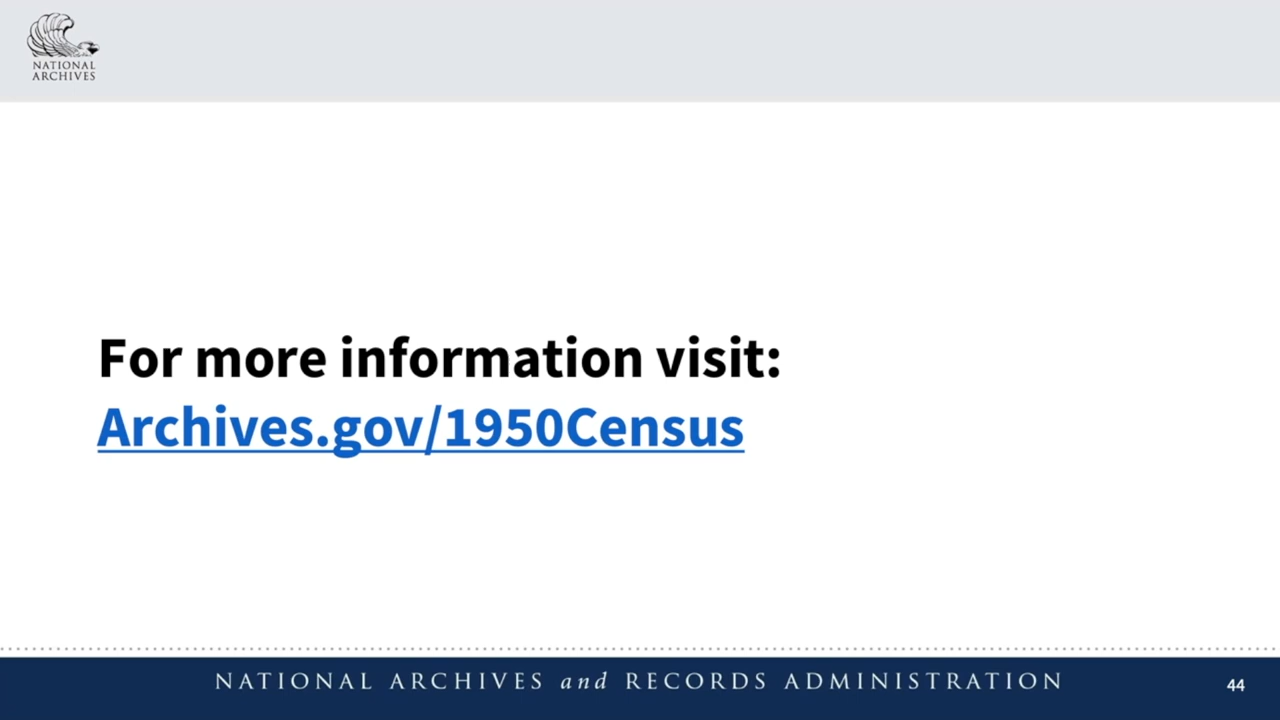 NATIONAL
ARCHIVES
For more information visit:
Archives.gov/1950Census
NATIONAL ARCHIVES and RECORDS ADMINISTRATION
44